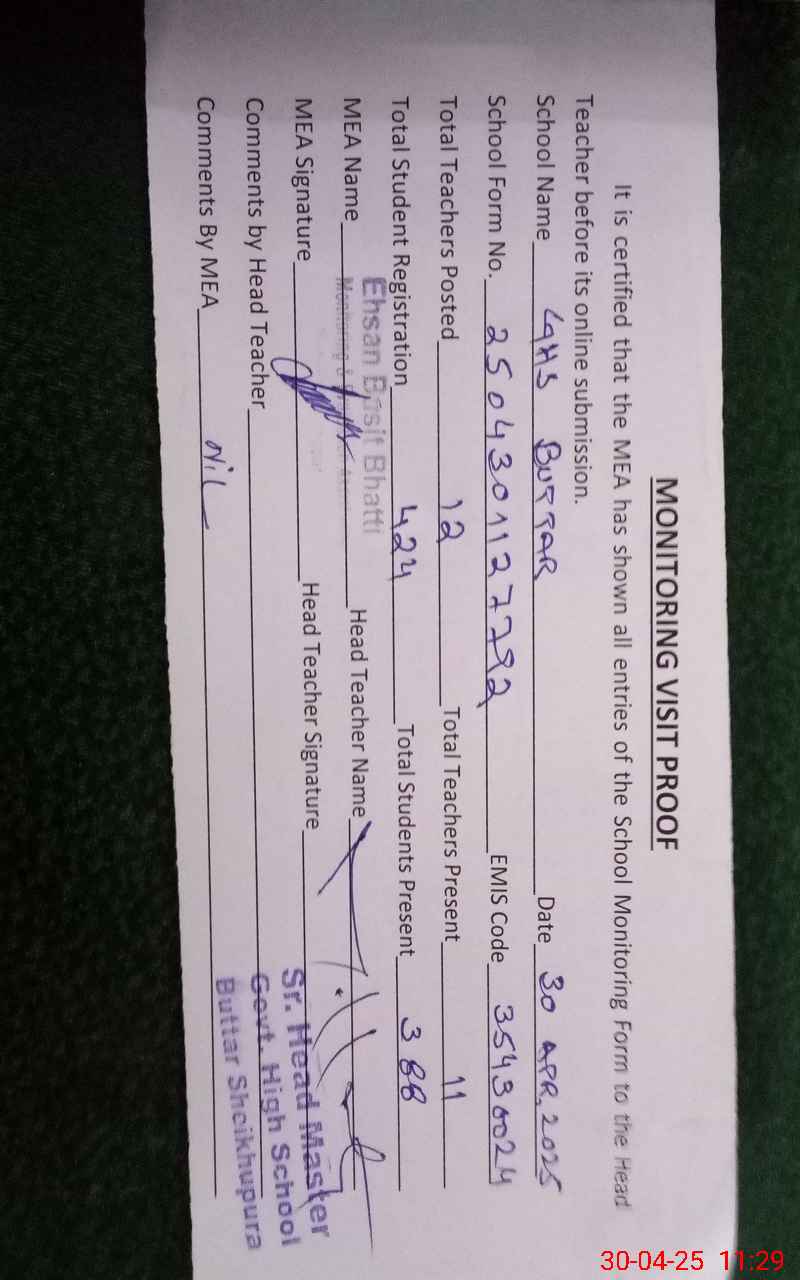 MONITORING VISIT PROOF
It is certified that the MEA has shown all entries of the School Monitoring Form to the Head
Teacher before its online submission.
School Name GHS BUTTAR Date 30 APR, 2025
School Form No. 2504301127292 EMIS Code 35430024
Total Teachers Posted 12 Total Teachers Present 11
Total Student Registration 424 Total Students Present 388
Ehsan Basit Bhatti
MEA Name Head Teacher Name
Monitoring &
MEA Signature Head Teacher Signature
Sr. Head Master
Comments by Head Teacher
Govt. High School
Comments By MEA Nil
Buttar Sheikhupura
30-04-25 11:29